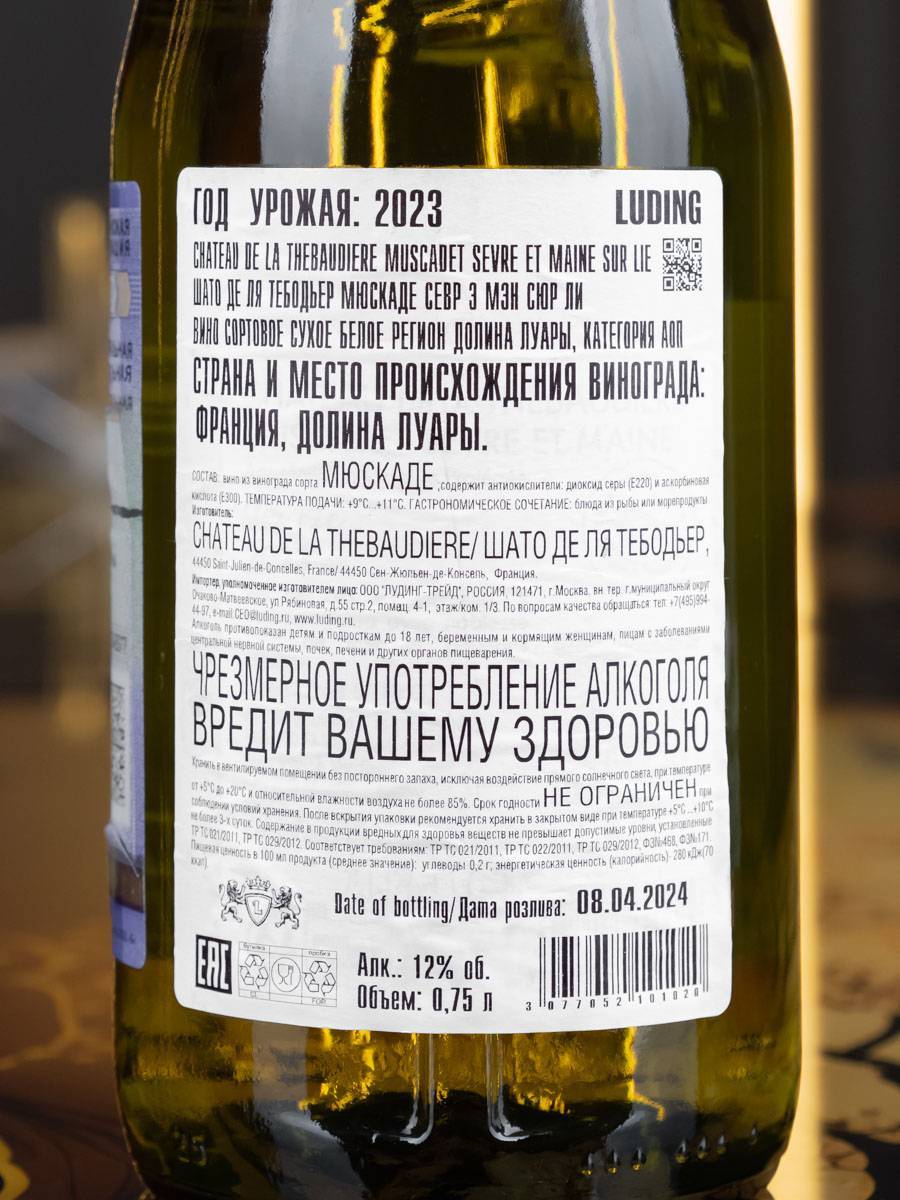 ГОД УРОЖАЯ: 2023
LUDING
CHATEAU DE LA THEBAUDIERE MUSCADET SEVRE ET MAINE SUR LIE
ШАТО ДЕ ЛЯ ТЕБОДЬЕР МЮСКАДЕ СЕВР Э МЭН СЮР ЛИ
ВИНО СОРТОВОЕ СУХОЕ БЕЛОЕ РЕГИОН ДОЛИНА ЛУАРЫ, КАТЕГОРИЯ АОП
СТРАНА И МЕСТО ПРОИСХОЖДЕНИЯ ВИНОГРАДА:
ФРАНЦИЯ, ДОЛИНА ЛУАРЫ.
СОСТАВ: вино из винограда сорта МЮСКАДЕ ;содержит антиокислители: диоксид серы (Е220) и аскорбиновая
кислота (Е300). ТЕМПЕРАТУРА ПОДАЧИ: +9°С...+11°С. ГАСТРОНОМИЧЕСКОЕ СОЧЕТАНИЕ: блюда из рыбы или морепродукты.
Изготовитель:
CHATEAU DE LA THEBAUDIERE/ ШАТО ДЕ ЛЯ ТЕБОДЬЕР,
44450 Saint-Julien-de-Concelles, France/ 44450 Сен-Жюльен-де-Консель, Франция.
Импортер, уполномоченное изготовителем лицо: ООО "ЛУДИНГ-ТРЕЙД", РОССИЯ, 121471, г.Москва. вн. тер. г.муниципальный округ
Очаково-Матвеевское, ул Рябиновая, д.55 стр.2, помещ. 4-1, этаж/ком. 1/3. По вопросам качества обращаться: тел: +7(495)994-
44-97, e-mail:CEO@luding.ru, www.luding.ru.
Алкоголь противопоказан детям и подросткам до 18 лет, беременным и кормящим женщинам, лицам с заболеваниями
центральной нервной системы, почек, печени и других органов пищеварения.
ЧРЕЗМЕРНОЕ УПОТРЕБЛЕНИЕ АЛКОГОЛЯ
ВРЕДИТ ВАШЕМУ ЗДОРОВЬЮ
Хранить в вентилируемом помещении без постороннего запаха, исключая воздействие прямого солнечного света, при температуре
от +5°С до +20°С и относительной влажности воздуха не более 85%. Срок годности НЕ ОГРАНИЧЕН при
соблюдении условий хранения. После вскрытия упаковки рекомендуется хранить в закрытом виде при температуре +5°С ...+10°С
не более 3-х суток. Содержание в продукции вредных для здоровья веществ не превышает допустимые уровни, установленные
ТР ТС 021/2011, ТР ТС 029/2012. Соответствует требованиям: ТР ТС 021/2011, ТР ТС 022/2011, ТР ТС 029/2012, ФЗ№468, ФЗ№171.
Пищевая ценность в 100 мл продукта (среднее значение): углеводы: 0,2 г; энергетическая ценность (калорийность)- 280 кДж(70
ккал).
Date of bottling/Дата розлива: 08.04.2024
EAC
бутылка
пробка
GL
FOR
Алк.: 12% об.
Объем: 0,75 л
3 077052 101020